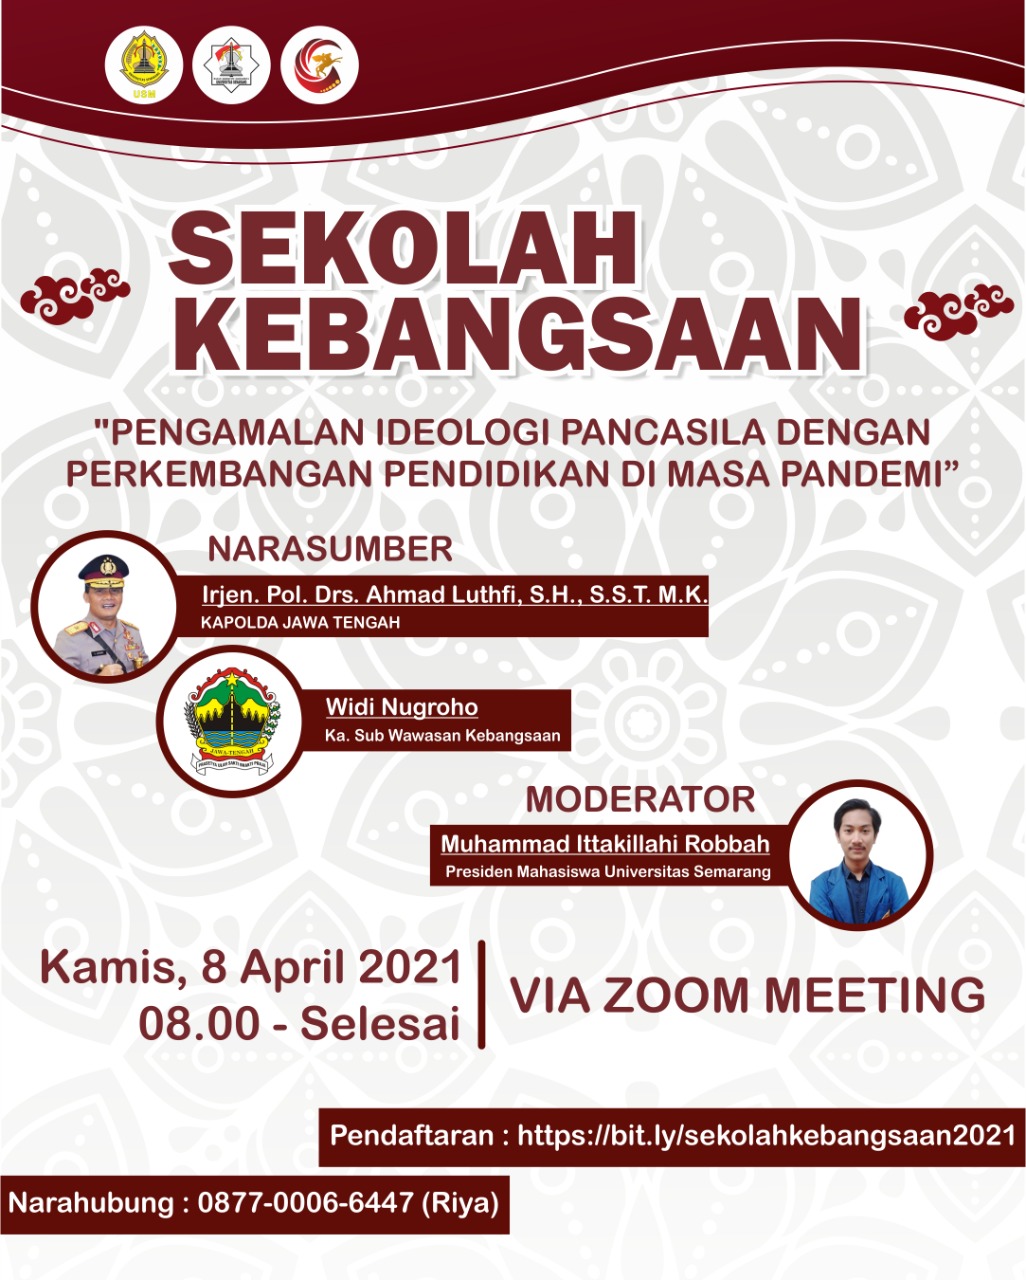 USM
SEKOLAH
KEBANGSAAN
"PENGAMALAN IDEOLOGI PANCASILA DENGAN
PERKEMBANGAN PENDIDIKAN DI MASA PANDEMI”
NARASUMBER
Irjen. Pol. Drs. Ahmad Luthfi, S.H., S.S.T. M.K.
KAPOLDA JAWA TENGAH
JAWA-TENGAH
Widi Nugroho
Ka. Sub Wawasan Kebangsaan
MODERATOR
Muhammad Ittakillahi Robbah
Presiden Mahasiswa Universitas Semarang
Kamis, 8 April 2021
08.00 - Selesai
VIA ZOOM MEETING
Pendaftaran : https://bit.ly/sekolahkebangsaan2021
Narahubung : 0877-0006-6447 (Riya)